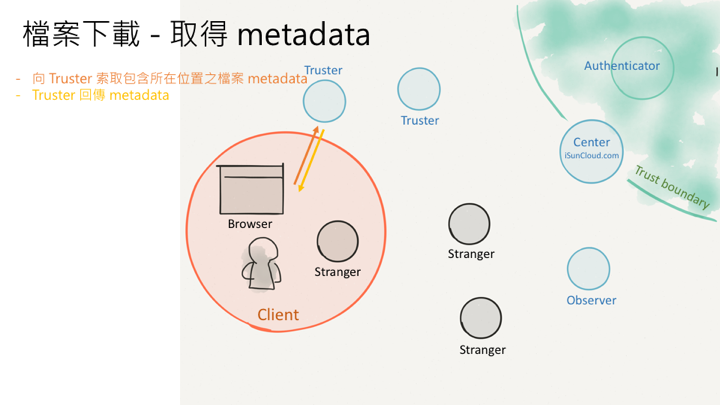 檔案下載 - 取得 metadata
- 向 Truster 索取包含所在位置之檔案 metadata
- Truster 回傳 metadata
Truster
Truster
Authenticator
I
Center
iSunCloud.com
Trust boundary
Browser
Stranger
Client
Stranger
Stranger
Observer